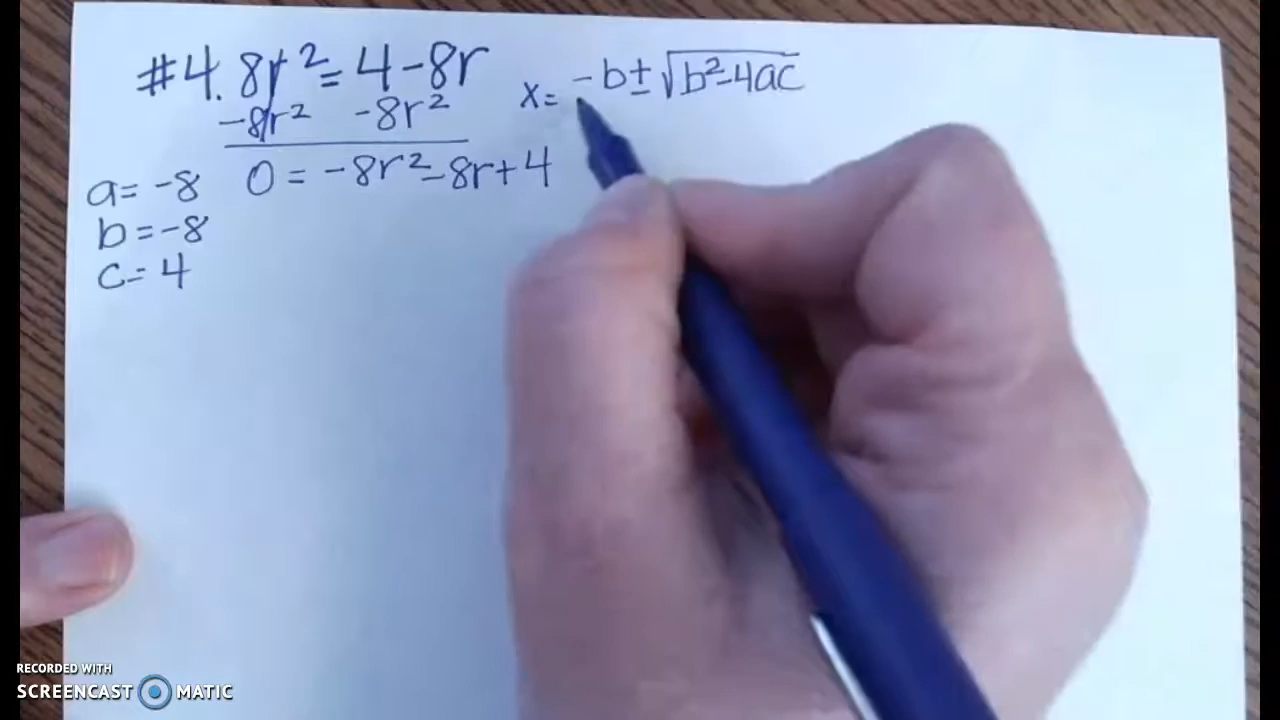 #4. 8r² = 4 - 8r
-8r² -8r²
0 = -8r² - 8r + 4
a = -8
b = -8
c = 4
x = -b ± √b² - 4ac
RECORDED WITH
SCREENCAST MATIC